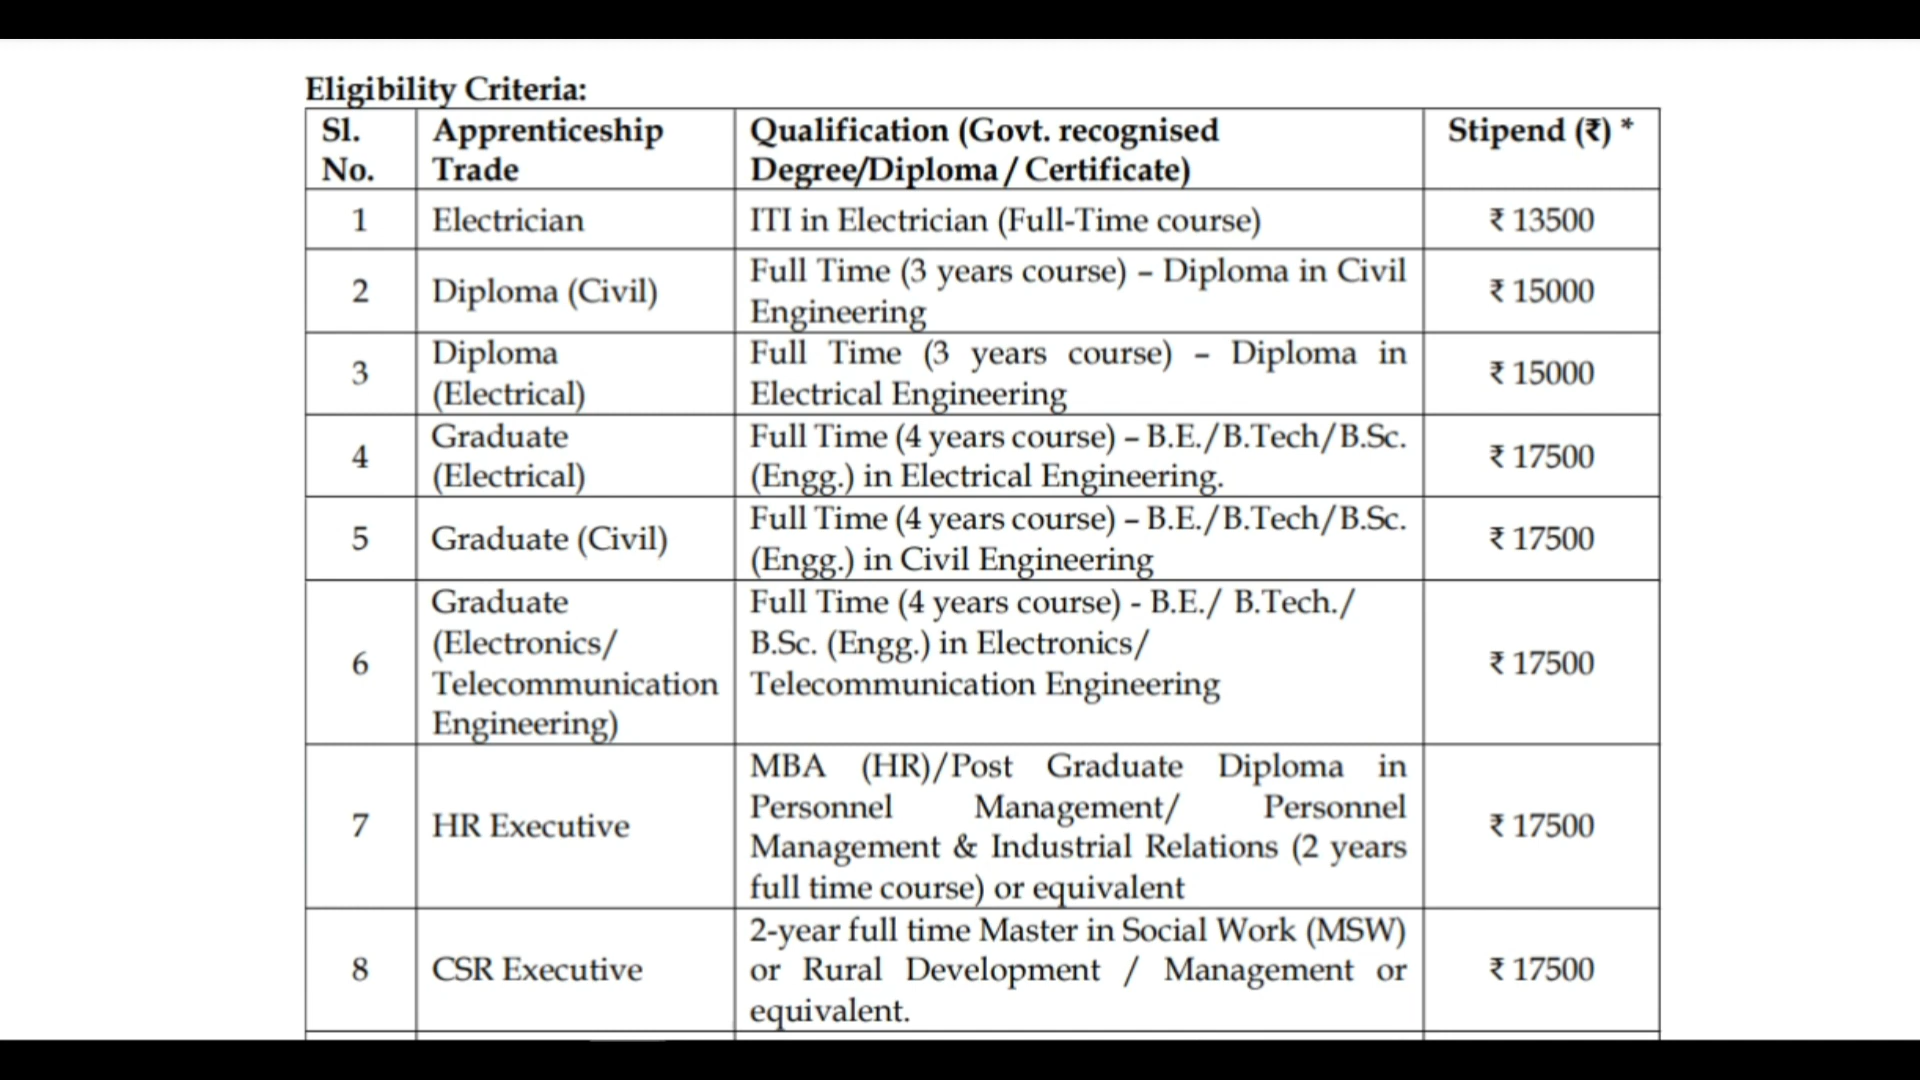 Eligibility Criteria:
Sl. No. Apprenticeship Trade Qualification (Govt. recognised Degree/Diploma / Certificate) Stipend (₹) *
1 Electrician ITI in Electrician (Full-Time course) ₹ 13500
2 Diploma (Civil) Full Time (3 years course) – Diploma in Civil Engineering ₹ 15000
3 Diploma (Electrical) Full Time (3 years course) – Diploma in Electrical Engineering ₹ 15000
4 Graduate (Electrical) Full Time (4 years course) – B.E./B.Tech/B.Sc. (Engg.) in Electrical Engineering. ₹ 17500
5 Graduate (Civil) Full Time (4 years course) – B.E./B.Tech/B.Sc. (Engg.) in Civil Engineering ₹ 17500
6 Graduate (Electronics/ Telecommunication Engineering) Full Time (4 years course) - B.E./ B.Tech./ B.Sc. (Engg.) in Electronics/ Telecommunication Engineering ₹ 17500
7 HR Executive MBA (HR)/Post Graduate Diploma in Personnel Management/ Personnel Management & Industrial Relations (2 years full time course) or equivalent ₹ 17500
8 CSR Executive 2-year full time Master in Social Work (MSW) or Rural Development / Management or equivalent. ₹ 17500